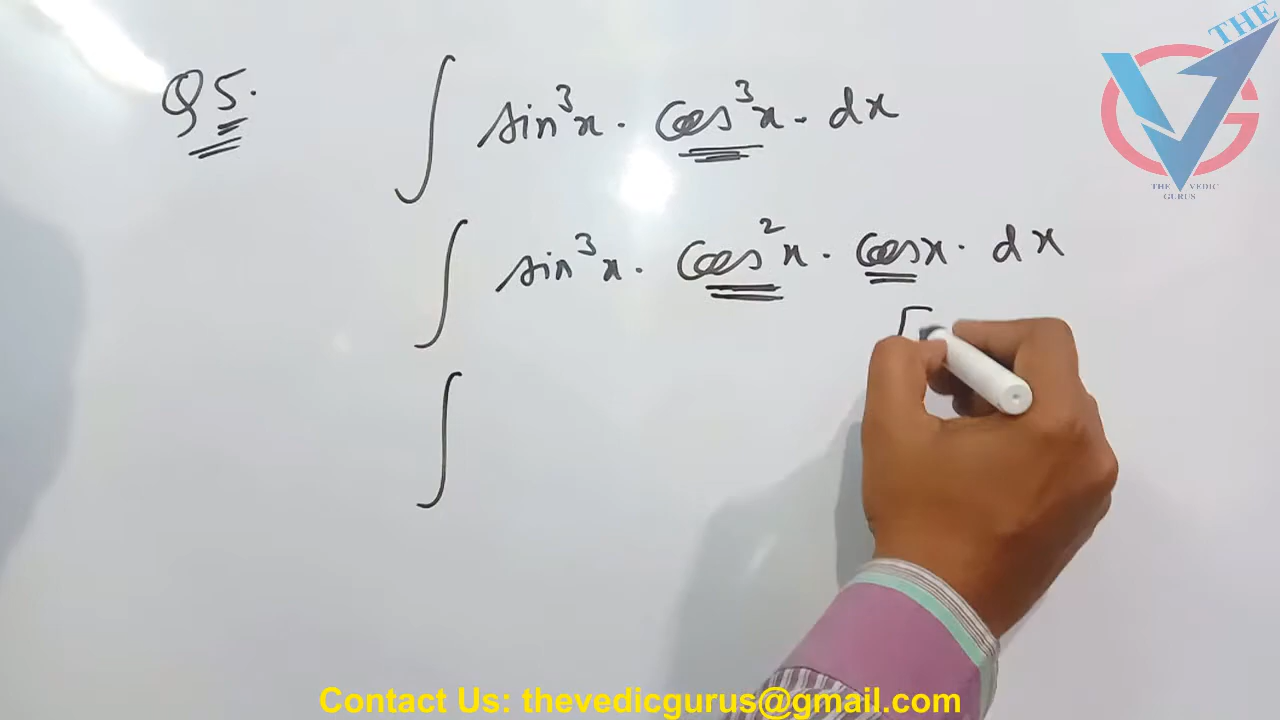 Q5. ∫ sin³x · cos³x · dx
∫ sin³x · cos²x · cosx · dx
∫ [
THE
THE VEDIC
GURUS
Contact Us: thevedicgurus@gmail.com